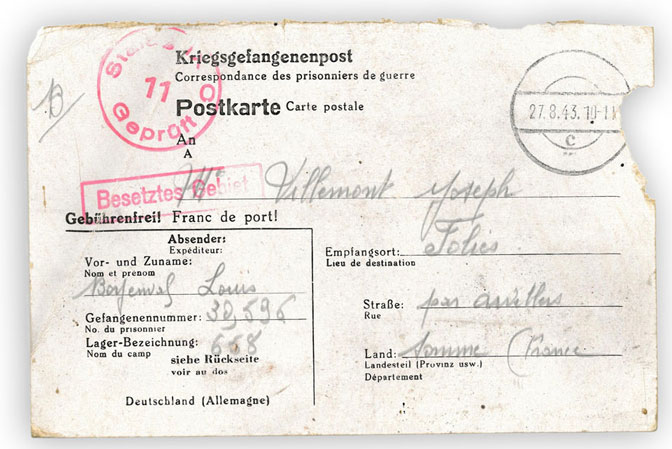 Kriegsgefangenenpost
Correspondance des prisonniers de guerre
Postkarte Carte postale
Geprüft
11
27.8.43.10-11
c
An
A
Villemont Joseph
Besetztes Gebiet
Gebührenfrei! Franc de port!
Absender:
Expéditeur:
Vor- und Zuname:
Nom et prenom
Louis
Gefangenennummer: 38,596
No. du prisonnier
Lager-Bezeichnung: 558
Nom du camp
siehe Rückseite
voir au dos
Deutschland (Allemagne)
Empfangsort: Folies
Lieu de destination
Straße: par
Rue
Land: Somme (France
Landesteil (Provinz usw.)
Département